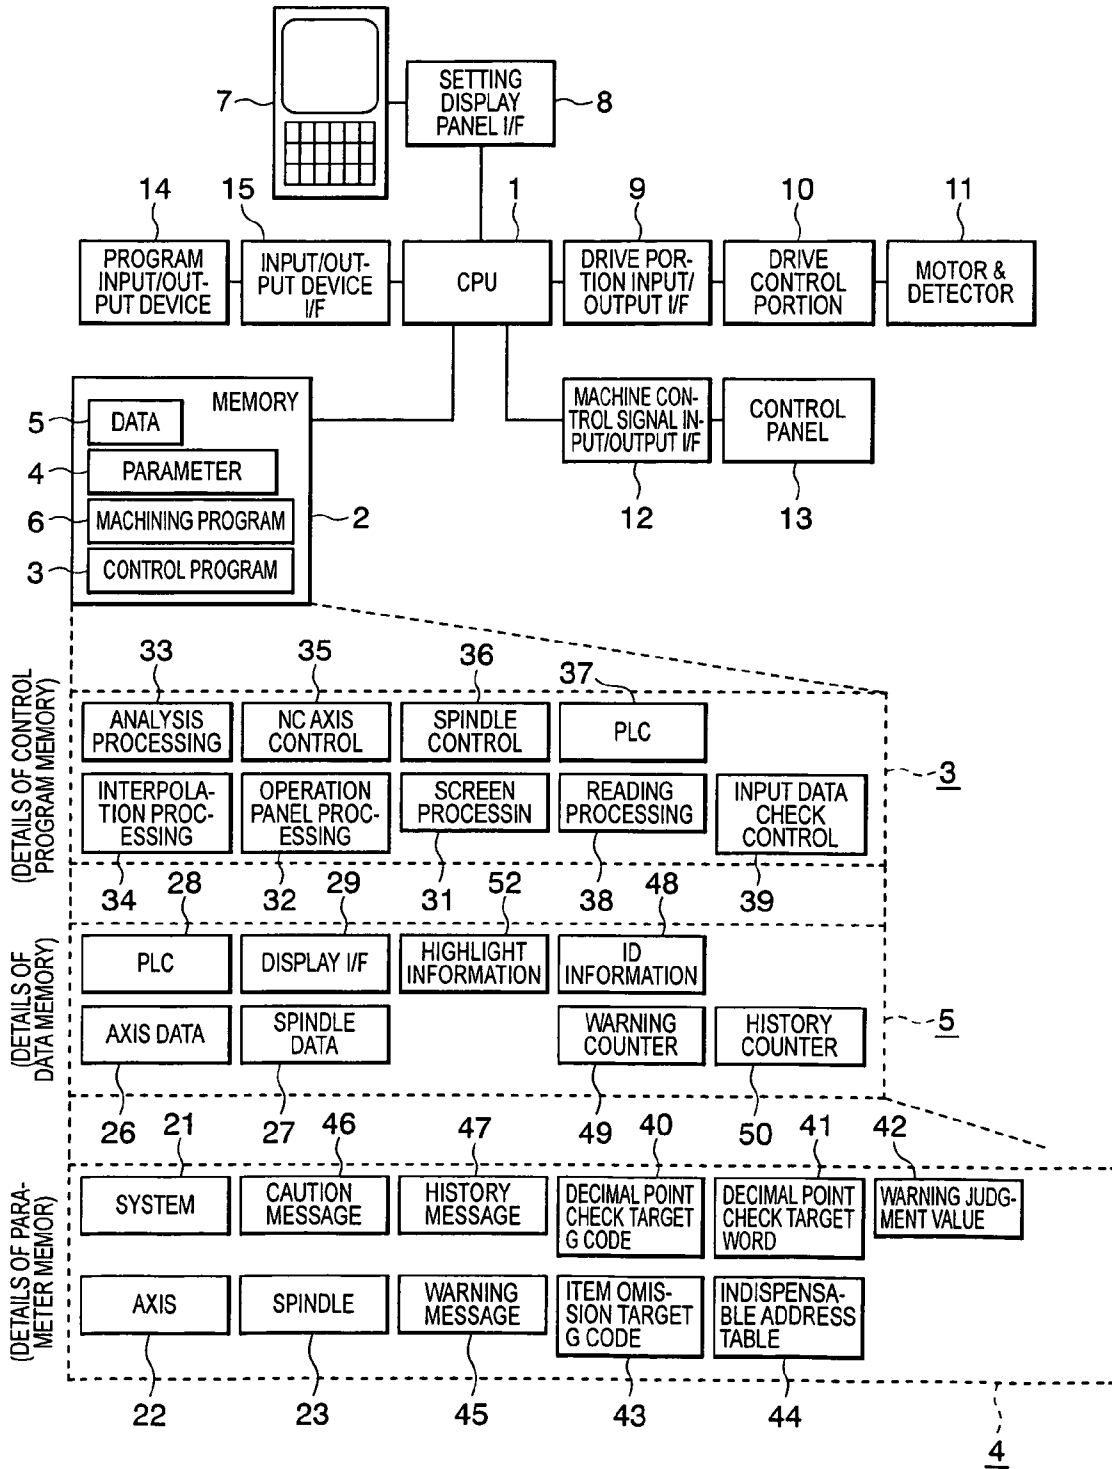 SETTING
DISPLAY
PANEL I/F
7
8
14
15
1
9
10
11
PROGRAM
INPUT/OUT-
PUT DEVICE
INPUT/OUT-
PUT DEVICE
I/F
CPU
DRIVE POR-
TION INPUT/
OUTPUT I/F
DRIVE
CONTROL
PORTION
MOTOR &
DETECTOR
MEMORY
5
DATA
4
PARAMETER
6
MACHINING PROGRAM
2
3
CONTROL PROGRAM
MACHINE CON-
TROL SIGNAL IN-
PUT/OUTPUT I/F
CONTROL
PANEL
12
13
(DETAILS OF CONTROL
PROGRAM MEMORY)
33
35
36
37
ANALYSIS
PROCESSING
NC AXIS
CONTROL
SPINDLE
CONTROL
PLC
3
INTERPOLA-
TION PROC-
ESSING
OPERATION
PANEL PROC-
ESSING
SCREEN
PROCESSIN
READING
PROCESSING
INPUT DATA
CHECK
CONTROL
34
32
31
38
39
(DETAILS OF
DATA MEMORY)
28
29
52
48
PLC
DISPLAY I/F
HIGHLIGHT
INFORMATION
ID
INFORMATION
5
AXIS DATA
SPINDLE
DATA
WARNING
COUNTER
HISTORY
COUNTER
26
27
49
50
(DETAILS OF PARA-
METER MEMORY)
21
46
47
40
41
42
SYSTEM
CAUTION
MESSAGE
HISTORY
MESSAGE
DECIMAL POINT
CHECK TARGET
G CODE
DECIMAL POINT
CHECK TARGET
WORD
WARNING JUDG-
MENT VALUE
AXIS
SPINDLE
WARNING
MESSAGE
ITEM OMIS-
SION TARGET
G CODE
INDISPENSA-
BLE ADDRESS
TABLE
22
23
45
43
44
4